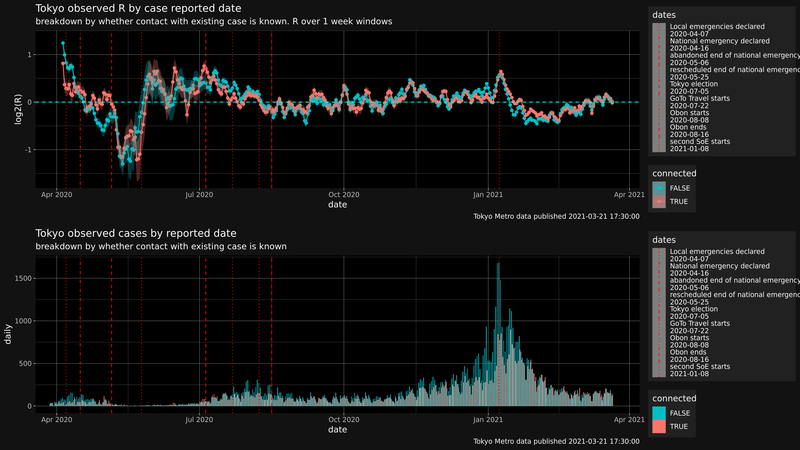 Tokyo observed R by case reported date
breakdown by whether contact with existing case is known. R over 1 week windows
log2(R)
1
0
-1
Apr 2020
Jul 2020
Oct 2020
Jan 2021
Apr 2021
date
Tokyo Metro data published 2021-03-21 17:30:00
dates
Local emergencies declared
2020-04-07
National emergency declared
2020-04-16
abandoned end of national emergency
2020-05-06
rescheduled end of national emergenc
2020-05-25
Tokyo election
2020-07-05
GoTo Travel starts
2020-07-22
Obon starts
2020-08-08
Obon ends
2020-08-16
second SoE starts
2021-01-08
connected
FALSE
TRUE
Tokyo observed cases by reported date
breakdown by whether contact with existing case is known
daily
1500
1000
500
0
Apr 2020
Jul 2020
Oct 2020
Jan 2021
Apr 2021
date
Tokyo Metro data published 2021-03-21 17:30:00
dates
Local emergencies declared
2020-04-07
National emergency declared
2020-04-16
abandoned end of national emergency
2020-05-06
rescheduled end of national emergenc
2020-05-25
Tokyo election
2020-07-05
GoTo Travel starts
2020-07-22
Obon starts
2020-08-08
Obon ends
2020-08-16
second SoE starts
2021-01-08
connected
FALSE
TRUE